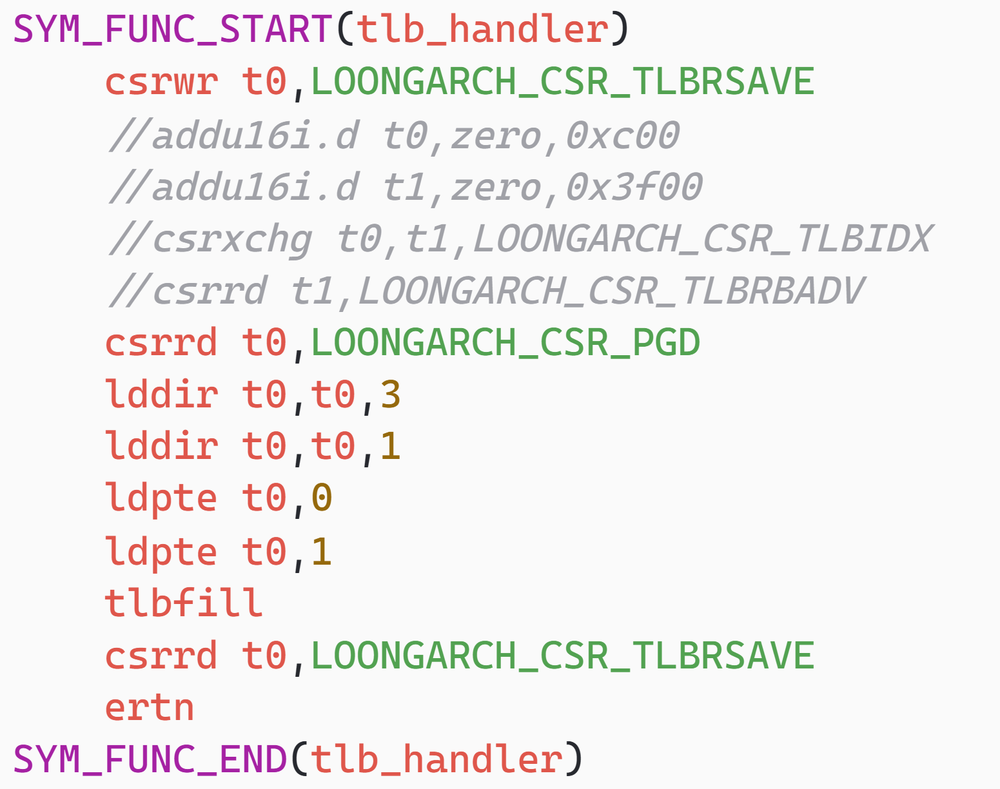 SYM_FUNC_START(tlb_handler)
csrwr t0,LOONGARCH_CSR_TLBRSAVE
//addu16i.d t0,zero,0xc00
//addu16i.d t1,zero,0x3f00
//csrxchg t0,t1,LOONGARCH_CSR_TLBIDX
//csrrd t1,LOONGARCH_CSR_TLBRBADV
csrrd t0,LOONGARCH_CSR_PGD
lddir t0,t0,3
lddir t0,t0,1
ldpte t0,0
ldpte t0,1
tlbfill
csrrd t0,LOONGARCH_CSR_TLBRSAVE
ertn
SYM_FUNC_END(tlb_handler)